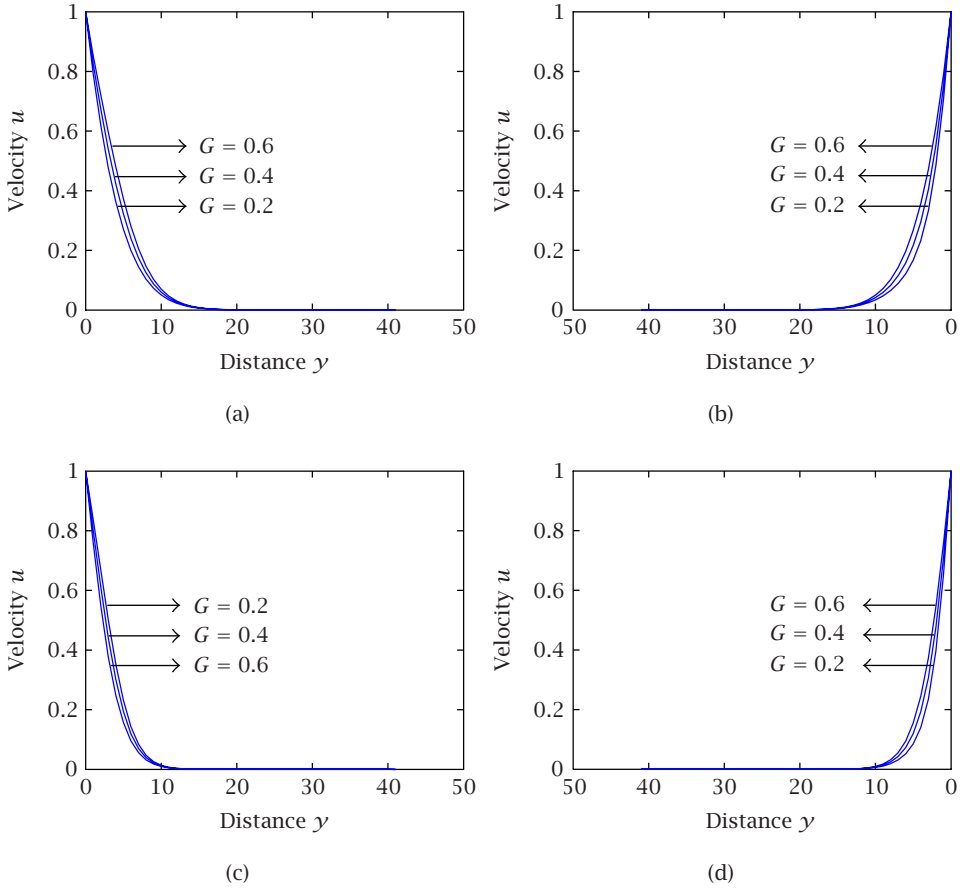 1
0.8
0.6
0.4
0.2
0
Velocity u
G = 0.6
G = 0.4
G = 0.2
0 10 20 30 40 50
Distance y
(a)
1
0.8
0.6
0.4
0.2
0
Velocity u
G = 0.6
G = 0.4
G = 0.2
50 40 30 20 10 0
Distance y
(b)
1
0.8
0.6
0.4
0.2
0
Velocity u
G = 0.2
G = 0.4
G = 0.6
0 10 20 30 40 50
Distance y
(c)
1
0.8
0.6
0.4
0.2
0
Velocity u
G = 0.6
G = 0.4
G = 0.2
50 40 30 20 10 0
Distance y
(d)